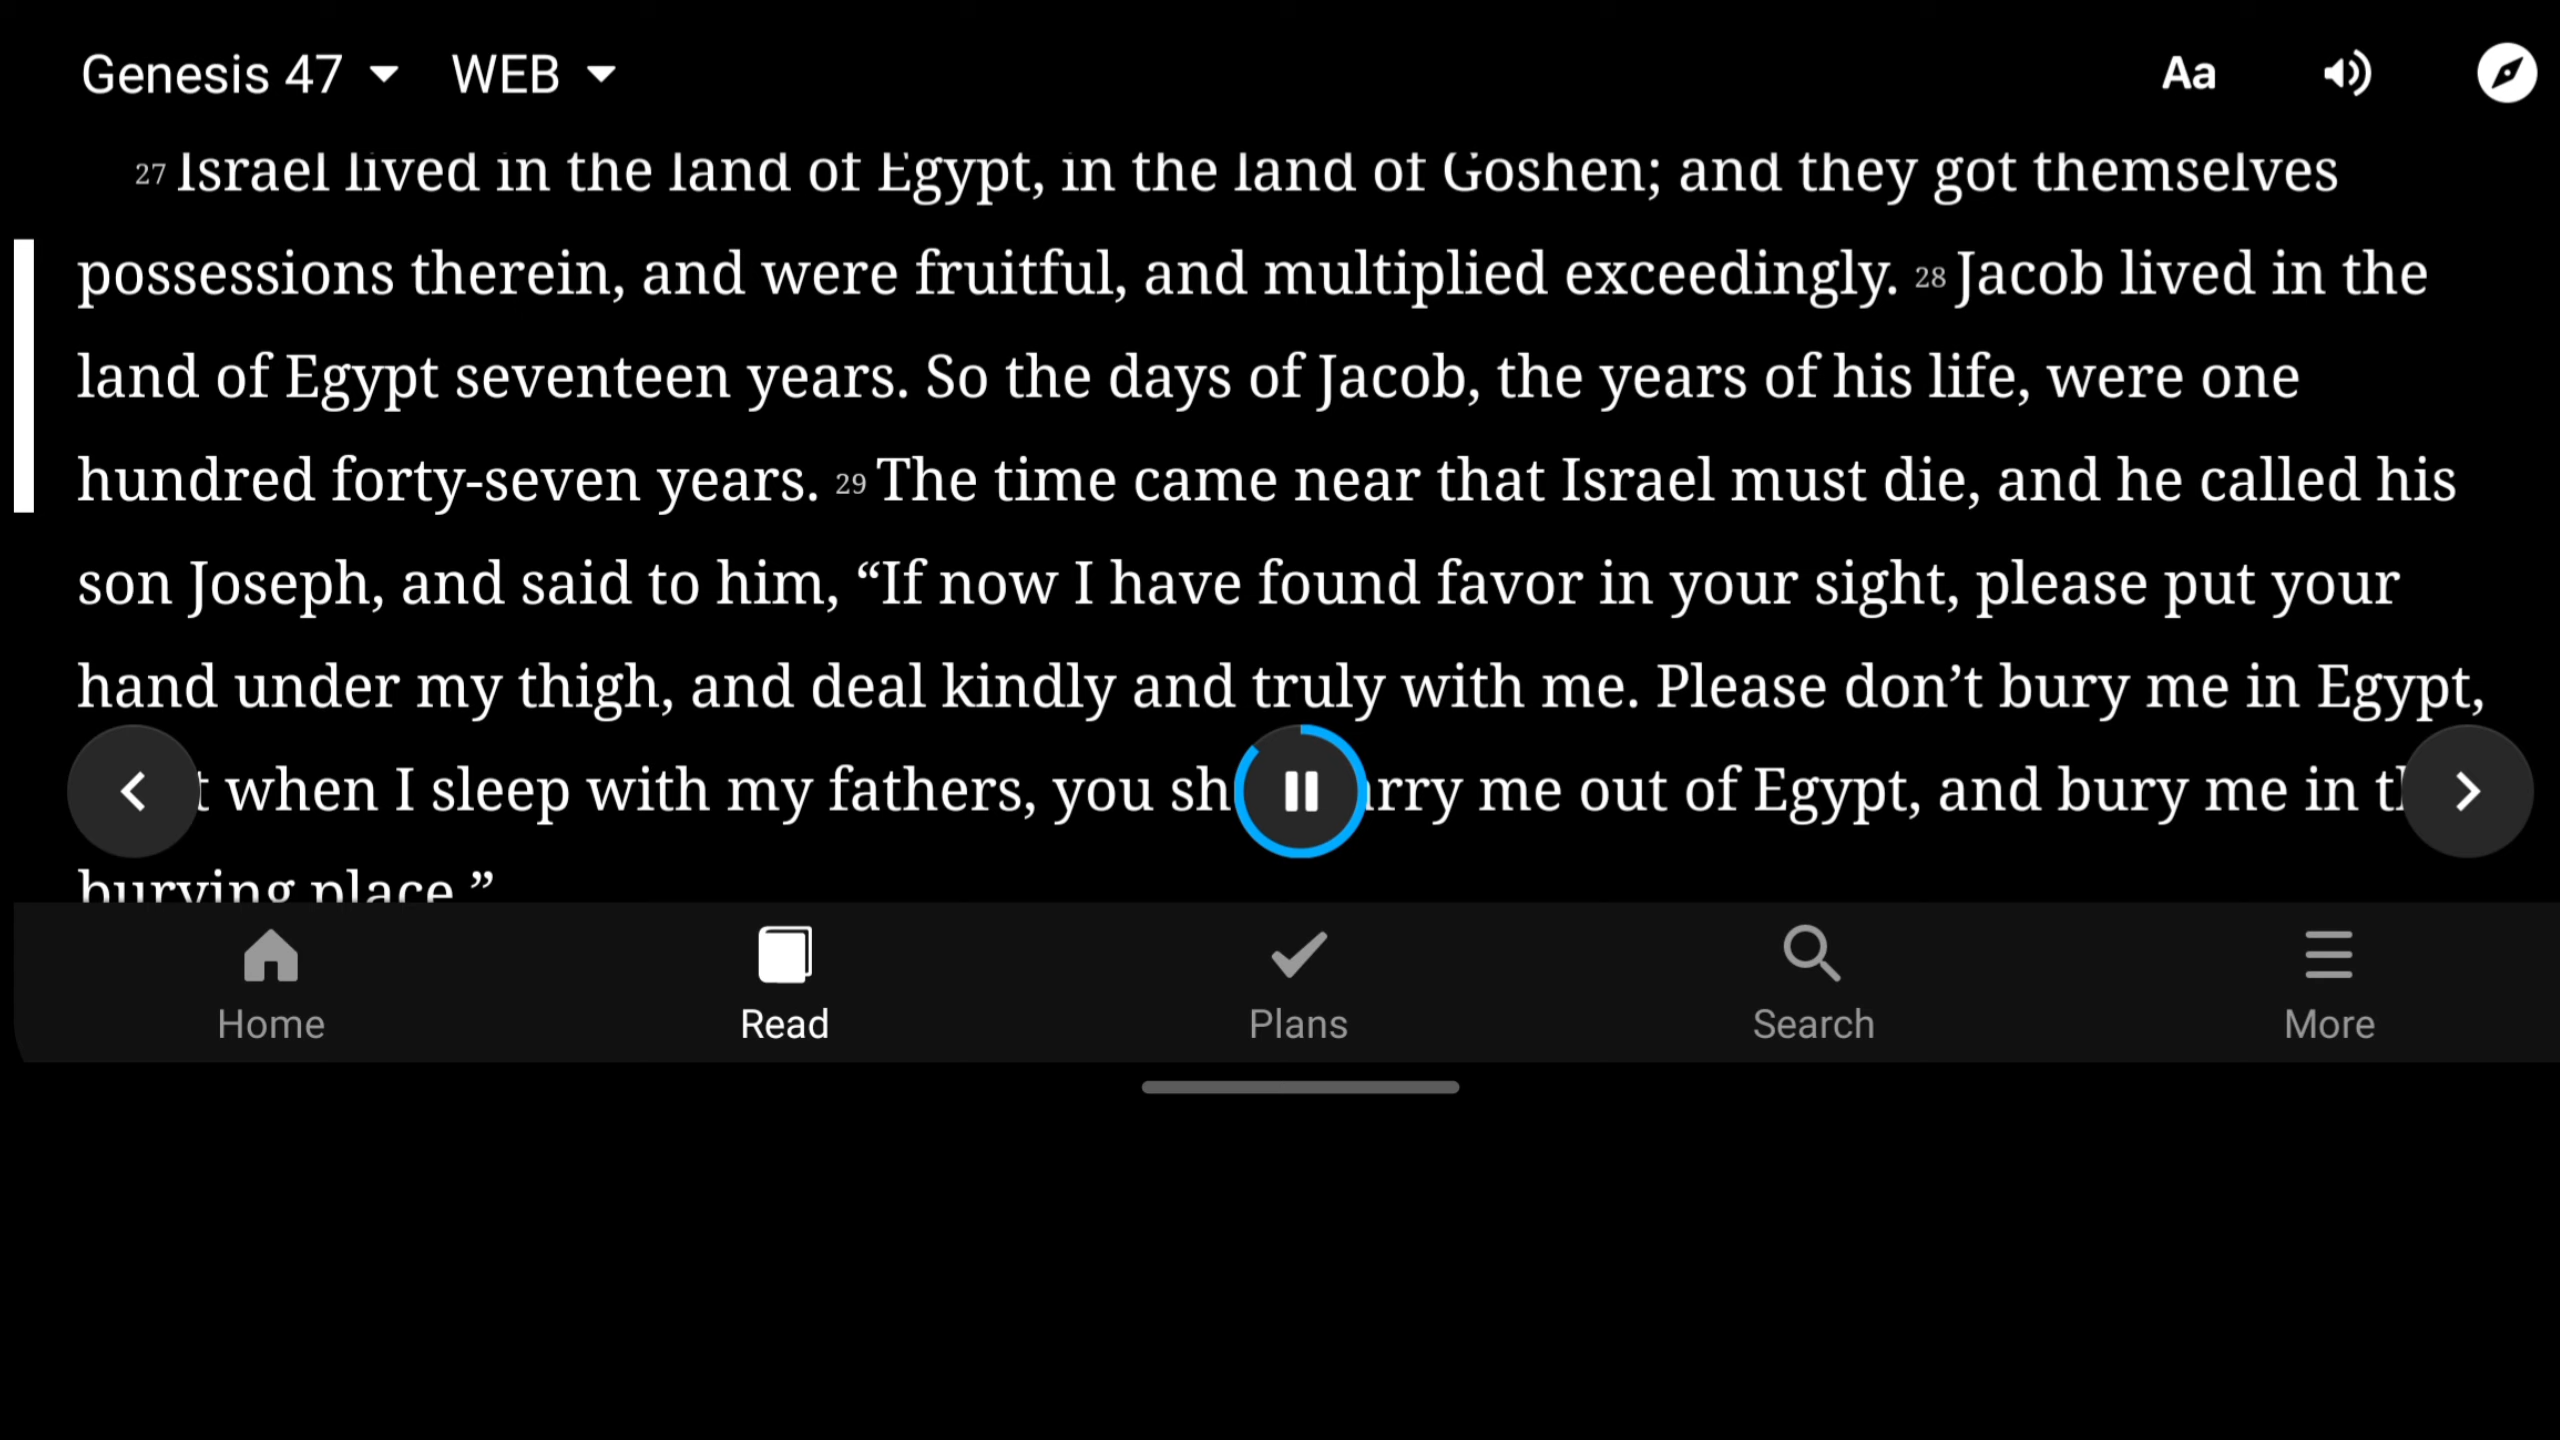 Genesis 47 WEB Aa
27 Israel lived in the land of Egypt, in the land of Goshen; and they got themselves
possessions therein, and were fruitful, and multiplied exceedingly. 28 Jacob lived in the
land of Egypt seventeen years. So the days of Jacob, the years of his life, were one
hundred forty-seven years. 29 The time came near that Israel must die, and he called his
son Joseph, and said to him, “If now I have found favor in your sight, please put your
hand under my thigh, and deal kindly and truly with me. Please don’t bury me in Egypt,
when I sleep with my fathers, you me out of Egypt, and bury me in
burying place.”
Home Read Plans Search More